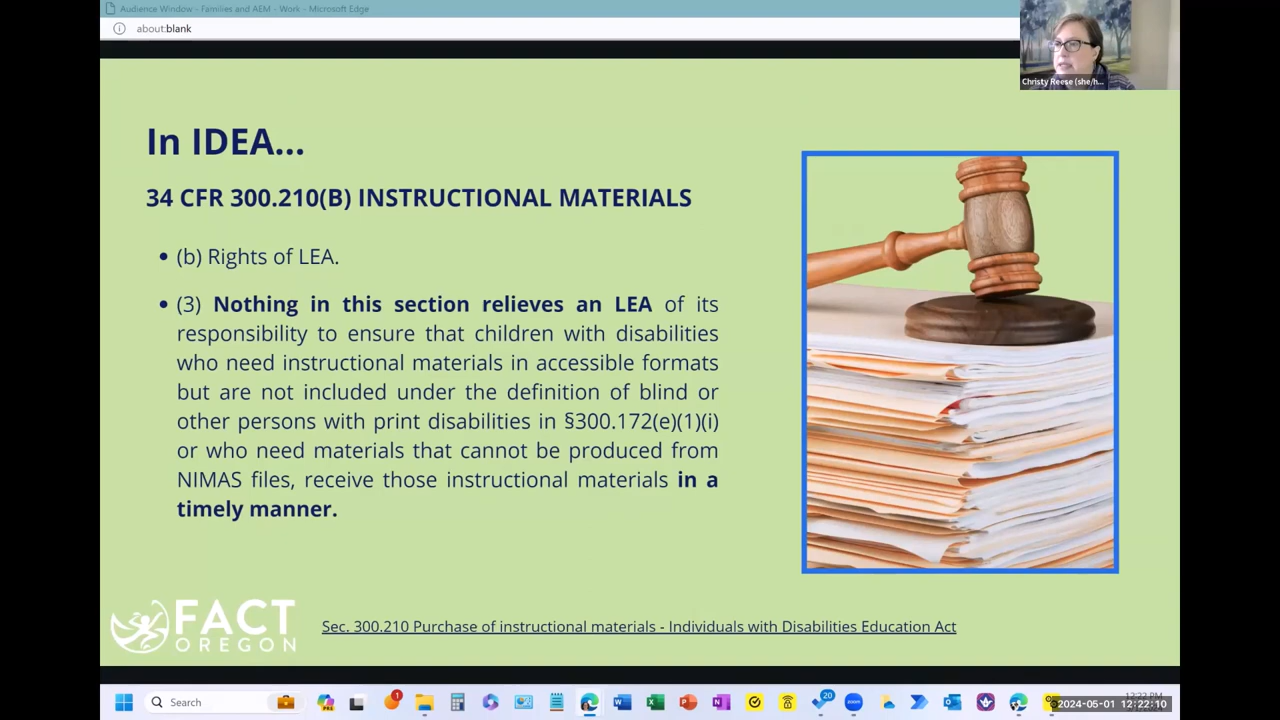 Audience Window - Families and AEM - Work - Microsoft Edge
about:blank
Christy Reese (she/h...
In IDEA...
34 CFR 300.210(B) INSTRUCTIONAL MATERIALS
• (b) Rights of LEA.
• (3) Nothing in this section relieves an LEA of its
responsibility to ensure that children with disabilities
who need instructional materials in accessible formats
but are not included under the definition of blind or
other persons with print disabilities in §300.172(e)(1)(i)
or who need materials that cannot be produced from
NIMAS files, receive those instructional materials in a
timely manner.
FACT
OREGON
Sec. 300.210 Purchase of instructional materials - Individuals with Disabilities Education Act
Search
1
20
2024-05-01 12:22:10